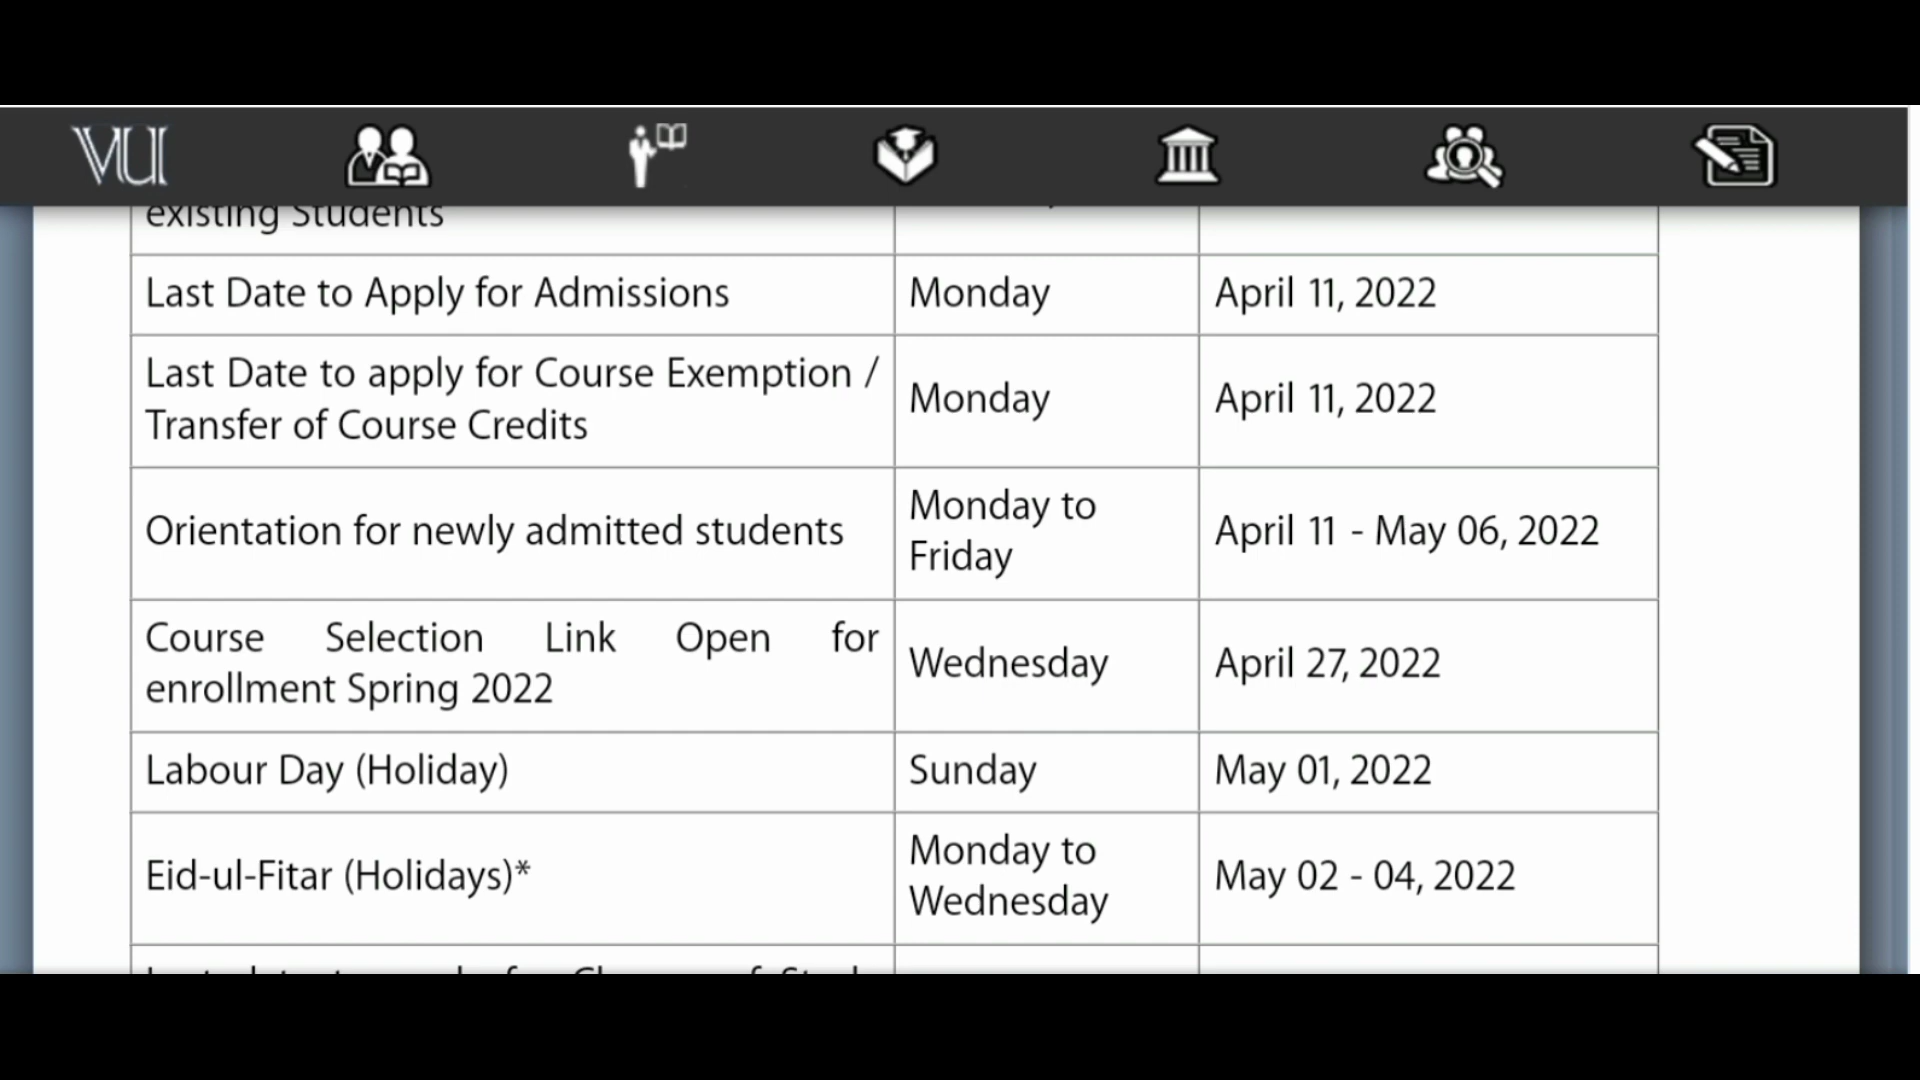 VU
existing Students
Last Date to Apply for Admissions Monday April 11, 2022
Last Date to apply for Course Exemption /
Transfer of Course Credits
Monday April 11, 2022
Orientation for newly admitted students
Monday to
Friday
April 11 - May 06, 2022
Course Selection Link Open for
enrollment Spring 2022
Wednesday April 27, 2022
Labour Day (Holiday) Sunday May 01, 2022
Eid-ul-Fitar (Holidays)*
Monday to
Wednesday
May 02 - 04, 2022